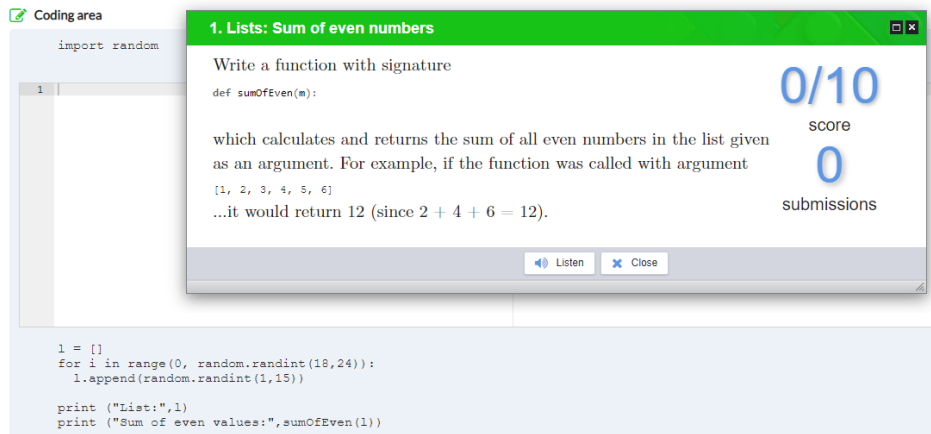 Coding area
import random
1
1. Lists: Sum of even numbers
Write a function with signature
def sumOfEven(m):
which calculates and returns the sum of all even numbers in the list given
as an argument. For example, if the function was called with argument
[1, 2, 3, 4, 5, 6]
...it would return 12 (since 2 + 4 + 6 = 12).
0/10
score
0
submissions
Listen
Close
l = []
for i in range(0, random.randint(18,24)):
  l.append(random.randint(1,15))
print ("List:",l)
print ("Sum of even values:",sumOfEven(l))